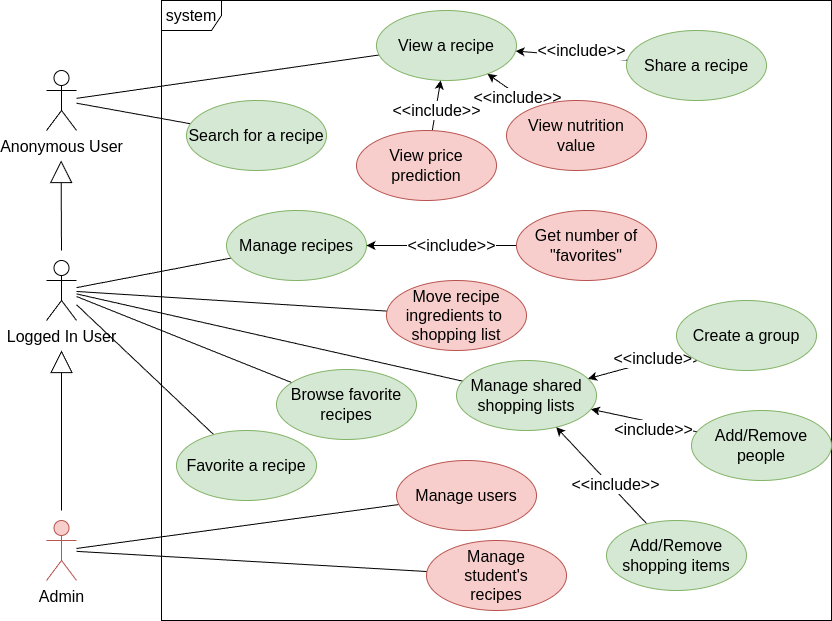 system
View a recipe
<<include>>
Share a recipe
<<include>>
<<include>>
Search for a recipe
View nutrition
value
Anonymous User
View price
prediction
Manage recipes
<<include>>
Get number of
"favorites"
Move recipe
ingredients to
shopping list
Logged In User
Create a group
<<include>>
Manage shared
shopping lists
Browse favorite
recipes
<include>>
Add/Remove
people
Favorite a recipe
<<include>>
Manage users
Add/Remove
shopping items
Manage
student's
recipes
Admin